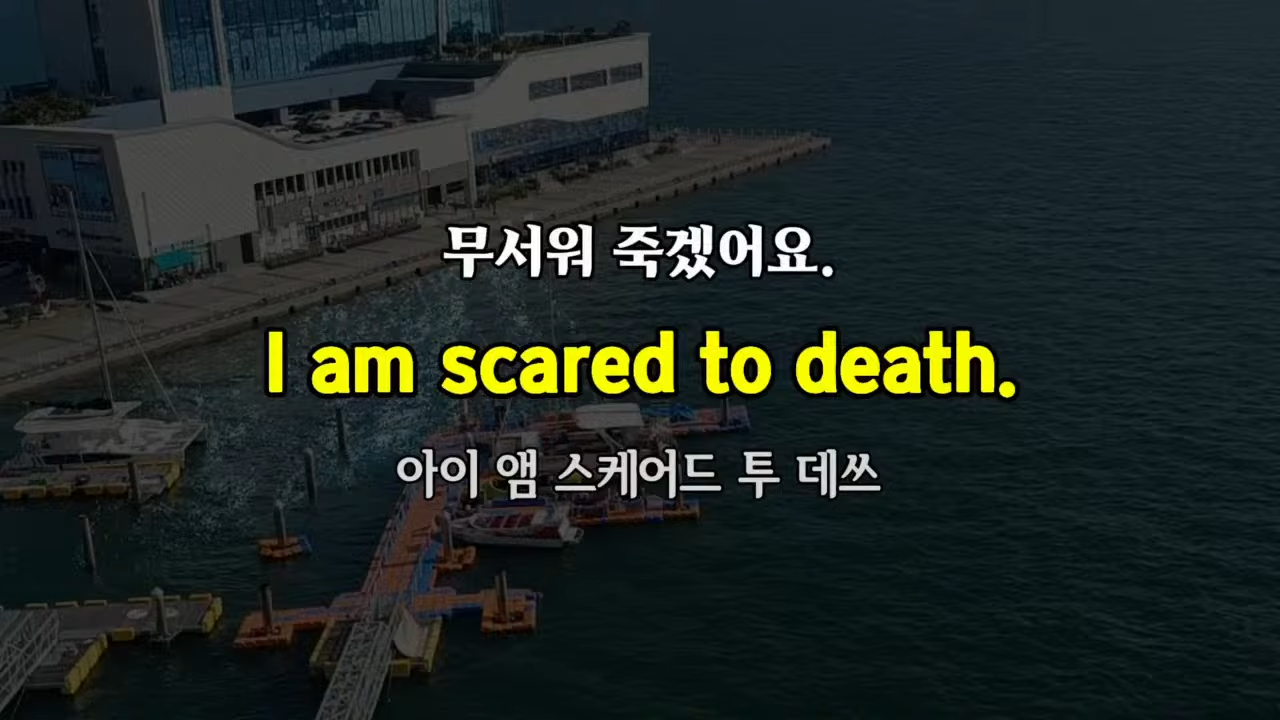 무서워 죽겠어요.
I am scared to death.
아이 앰 스케어드 투 데쓰